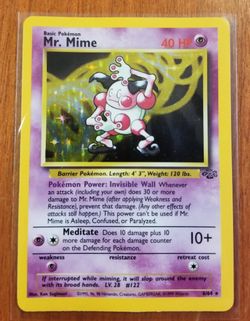 Basic Pokémon
Mr. Mime
40 HP
Barrier Pokémon. Length: 4' 3", Weight: 120 lbs.
Pokémon Power: Invisible Wall Whenever
an attack (including your own) does 30 or more damage to
Mr. Mime (after applying Weakness and
Resistance), prevent that damage. (Any other effects of
attacks still happen.) This power can't be used if Mr.
Mime is Asleep, Confused, or Paralyzed.
Meditate Does 10 damage plus 10
more damage for each damage counter
on the Defending Pokémon.
10+
weakness
resistance
retreat cost
If interrupted while miming, it will slap around the enemy
with its broad hands. LV. 28 #122
Illus. Ken Sugimori
6/64